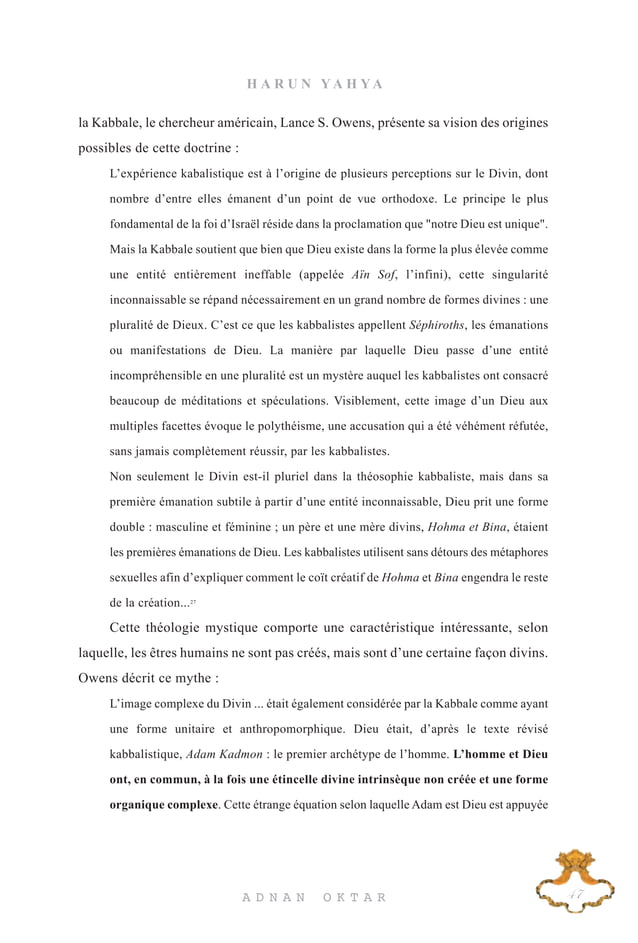 HARUN YAHYA
la Kabbale, le chercheur américain, Lance S. Owens, présente sa vision des origines
possibles de cette doctrine :
L’expérience kabalistique est à l’origine de plusieurs perceptions sur le Divin, dont
nombre d’entre elles émanent d’un point de vue orthodoxe. Le principe le plus
fondamental de la foi d’Israël réside dans la proclamation que "notre Dieu est unique".
Mais la Kabbale soutient que bien que Dieu existe dans la forme la plus élevée comme
une entité entièrement ineffable (appelée Aïn Sof, l’infini), cette singularité
inconnaissable se répand nécessairement en un grand nombre de formes divines : une
pluralité de Dieux. C’est ce que les kabbalistes appellent Séphiroths, les émanations
ou manifestations de Dieu. La manière par laquelle Dieu passe d’une entité
incompréhensible en une pluralité est un mystère auquel les kabbalistes ont consacré
beaucoup de méditations et spéculations. Visiblement, cette image d’un Dieu aux
multiples facettes évoque le polythéisme, une accusation qui a été véhément réfutée,
sans jamais complètement réussir, par les kabbalistes.
Non seulement le Divin est-il pluriel dans la théosophie kabbaliste, mais dans sa
première émanation subtile à partir d’une entité inconnaissable, Dieu prit une forme
double : masculine et féminine ; un père et une mère divins, Hohma et Bina, étaient
les premières émanations de Dieu. Les kabbalistes utilisent sans détours des métaphores
sexuelles afin d’expliquer comment le coït créatif de Hohma et Bina engendra le reste
de la création...27
Cette théologie mystique comporte une caractéristique intéressante, selon
laquelle, les êtres humains ne sont pas créés, mais sont d’une certaine façon divins.
Owens décrit ce mythe :
L’image complexe du Divin ... était également considérée par la Kabbale comme ayant
une forme unitaire et anthropomorphique. Dieu était, d’après le texte révisé
kabbalistique, Adam Kadmon : le premier archétype de l’homme. L’homme et Dieu
ont, en commun, à la fois une étincelle divine intrinsèque non créée et une forme
organique complexe. Cette étrange équation selon laquelle Adam est Dieu est appuyée
ADNAN OKTAR
47